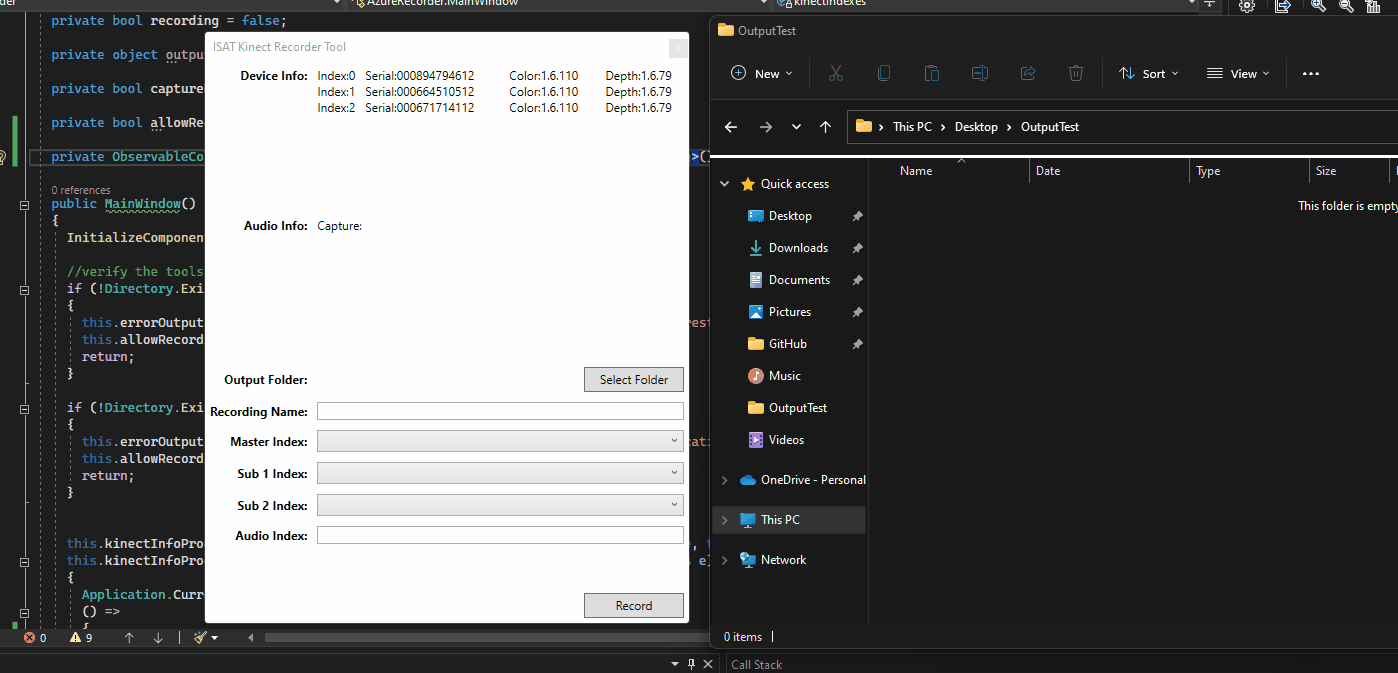 AzureRecorder.MainWindow
kinectIndexes
private bool recording = false;
private object outpu
private bool capture
private bool allowRe
private ObservableCo
>()
0 references
public MainWindow()
{
InitializeComponen
//verify the tools
if (!Directory.Exi
{
this.errorOutput
this.allowRecord
return;
}
if (!Directory.Exi
{
this.errorOutput
this.allowRecord
return;
}
this.kinectInfoPro
this.kinectInfoPro
{
Application.Curr
() =>
{
0
9
Call Stack
ISAT Kinect Recorder Tool
Device Info: Index:0 Serial:000894794612 Color:1.6.110 Depth:1.6.79
Index:1 Serial:000664510512 Color:1.6.110 Depth:1.6.79
Index:2 Serial:000671714112 Color:1.6.110 Depth:1.6.79
Audio Info: Capture:
Output Folder: Select Folder
Recording Name:
Master Index:
Sub 1 Index:
Sub 2 Index:
Audio Index:
Record
OutputTest
New Sort View
This PC > Desktop > OutputTest
Name Date Type Size
This folder is empty
Quick access
Desktop
Downloads
Documents
Pictures
GitHub
Music
OutputTest
Videos
OneDrive - Personal
This PC
Network
0 items